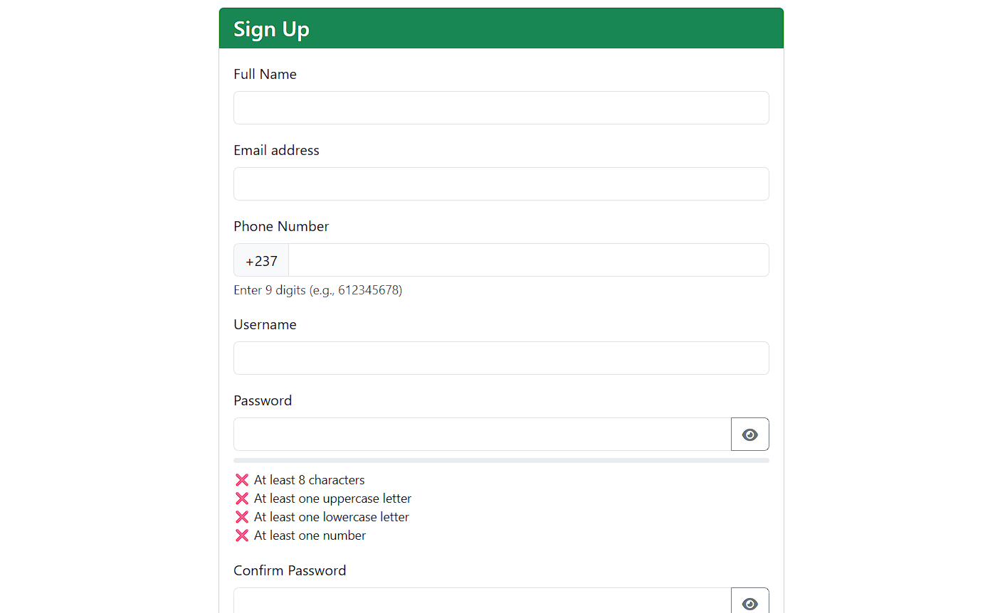 Sign Up
Full Name
Email address
Phone Number
+237
Enter 9 digits (e.g., 612345678)
Username
Password
❌ At least 8 characters
❌ At least one uppercase letter
❌ At least one lowercase letter
❌ At least one number
Confirm Password